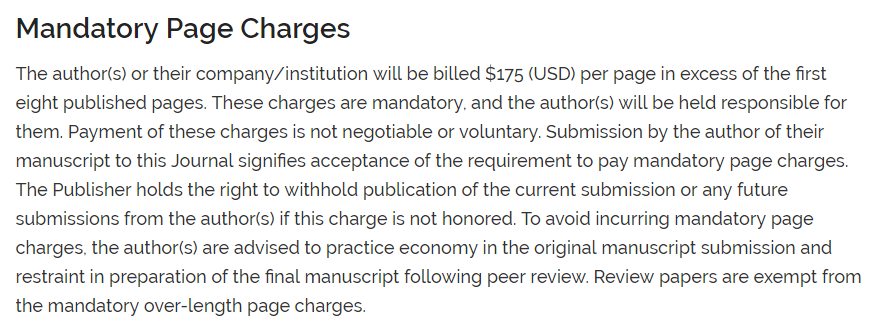 Mandatory Page Charges
The author(s) or their company/institution will be billed $175 (USD) per page in excess of the first
eight published pages. These charges are mandatory, and the author(s) will be held responsible for
them. Payment of these charges is not negotiable or voluntary. Submission by the author of their
manuscript to this Journal signifies acceptance of the requirement to pay mandatory page charges.
The Publisher holds the right to withhold publication of the current submission or any future
submissions from the author(s) if this charge is not honored. To avoid incurring mandatory page
charges, the author(s) are advised to practice economy in the original manuscript submission and
restraint in preparation of the final manuscript following peer review. Review papers are exempt from
the mandatory over-length page charges.